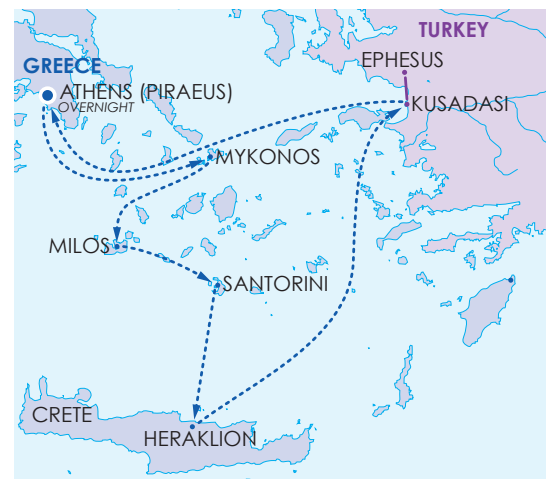 TURKEY
EPHESUS
GREECE
ATHENS (PIRAEUS)
OVERNIGHT
KUSADASI
MYKONOS
MILOS
SANTORINI
CRETE
HERAKLION